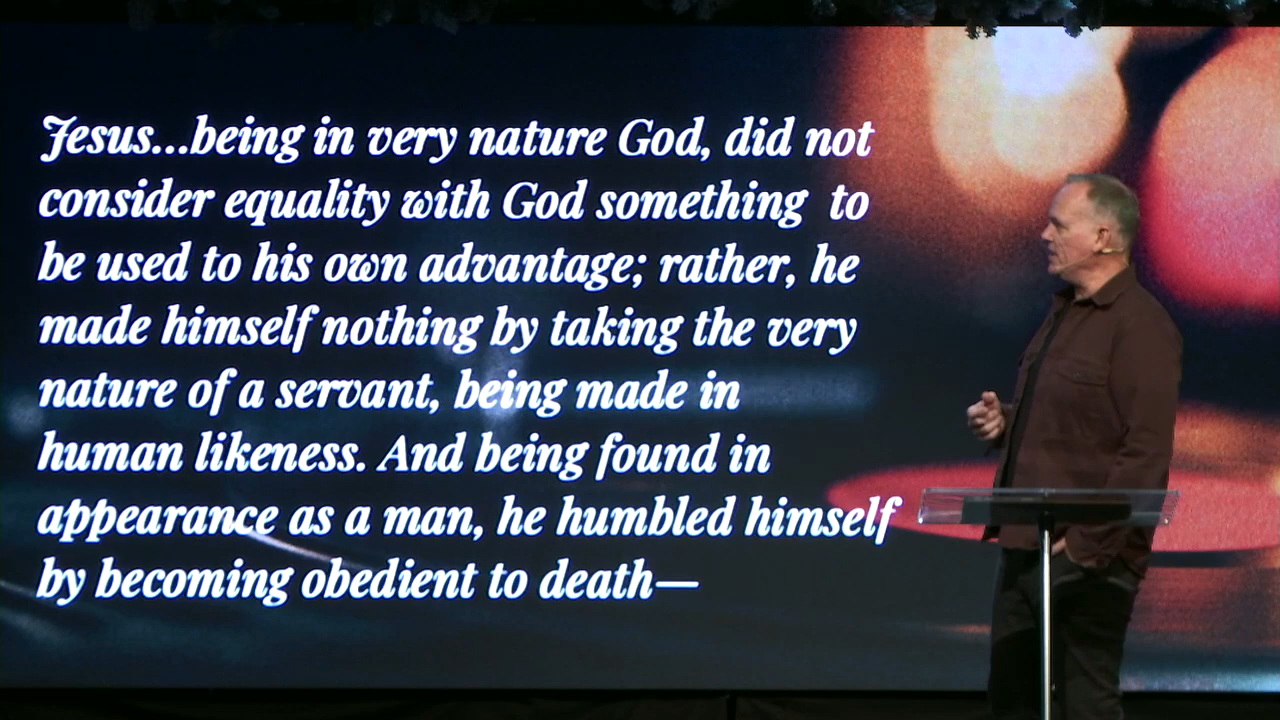 Jesus...being in very nature God, did not
consider equality with God something to
be used to his own advantage; rather, he
made himself nothing by taking the very
nature of a servant, being made in
human likeness. And being found in
appearance as a man, he humbled himself
by becoming obedient to death—